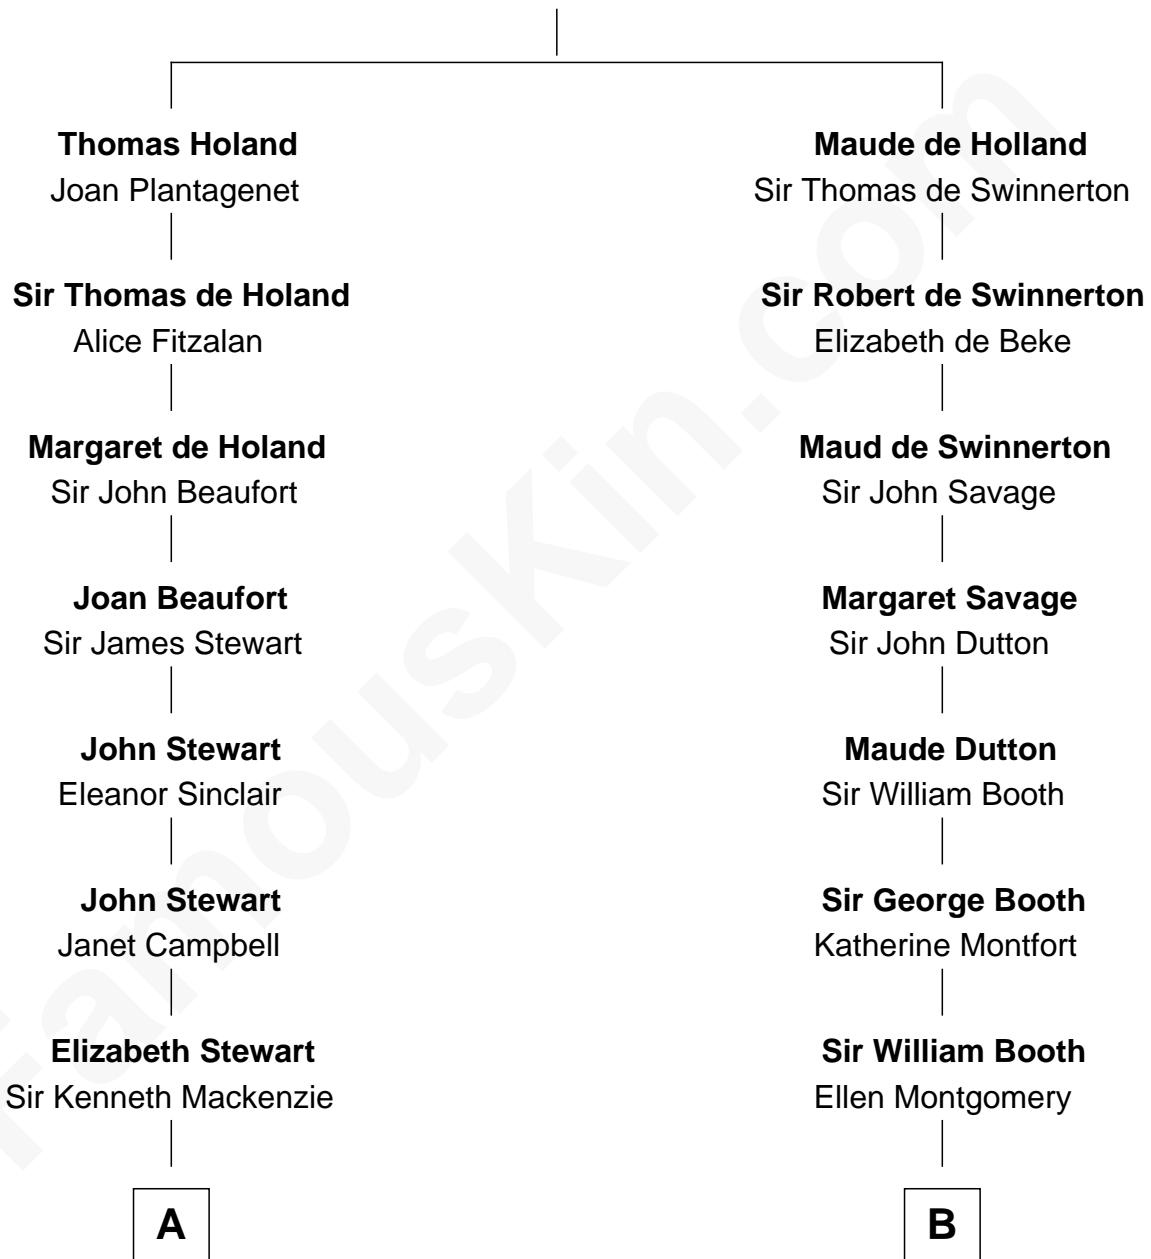 Thomas Holand
Joan Plantagenet
Maude de Holland
Sir Thomas de Swinnerton
Sir Thomas de Holand
Alice Fitzalan
Sir Robert de Swinnerton
Elizabeth de Beke
Margaret de Holand
Sir John Beaufort
Maud de Swinnerton
Sir John Savage
Joan Beaufort
Sir James Stewart
Margaret Savage
Sir John Dutton
John Stewart
Eleanor Sinclair
Maude Dutton
Sir William Booth
John Stewart
Janet Campbell
Sir George Booth
Katherine Montfort
Elizabeth Stewart
Sir Kenneth Mackenzie
Sir William Booth
Ellen Montgomery
A
B
FamousKin.com